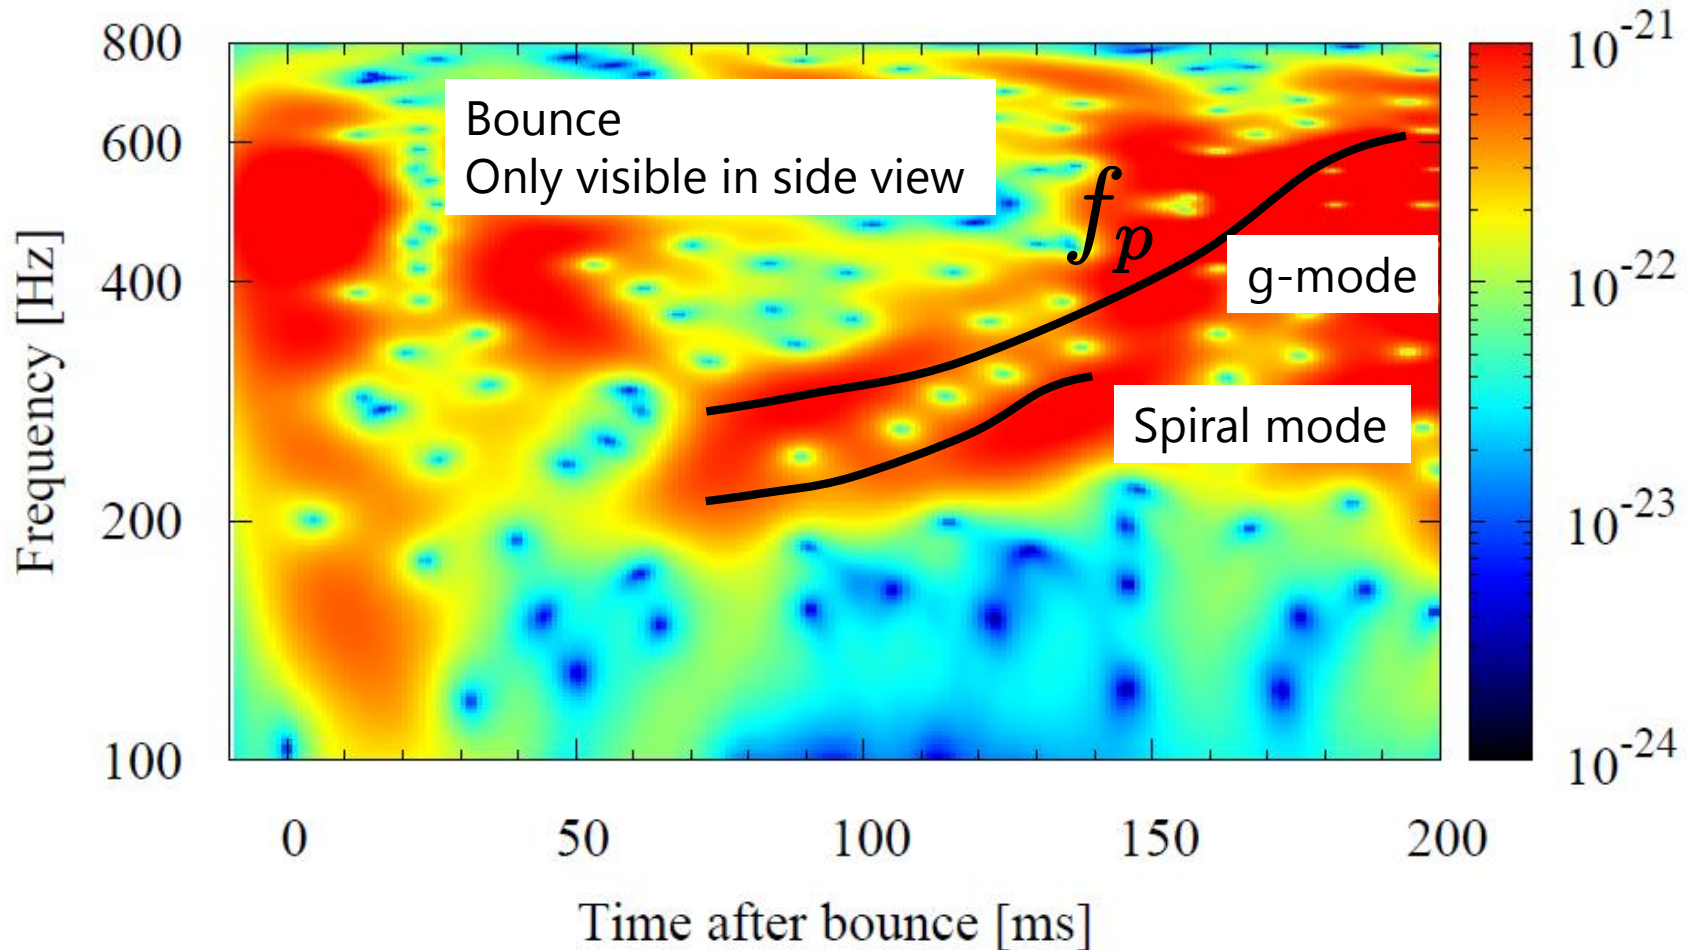 800
600
400
200
100
Frequency [Hz]
Bounce
Only visible in side view
f_p
g-mode
Spiral mode
0 50 100 150 200
Time after bounce [ms]
10^-21
10^-22
10^-23
10^-24